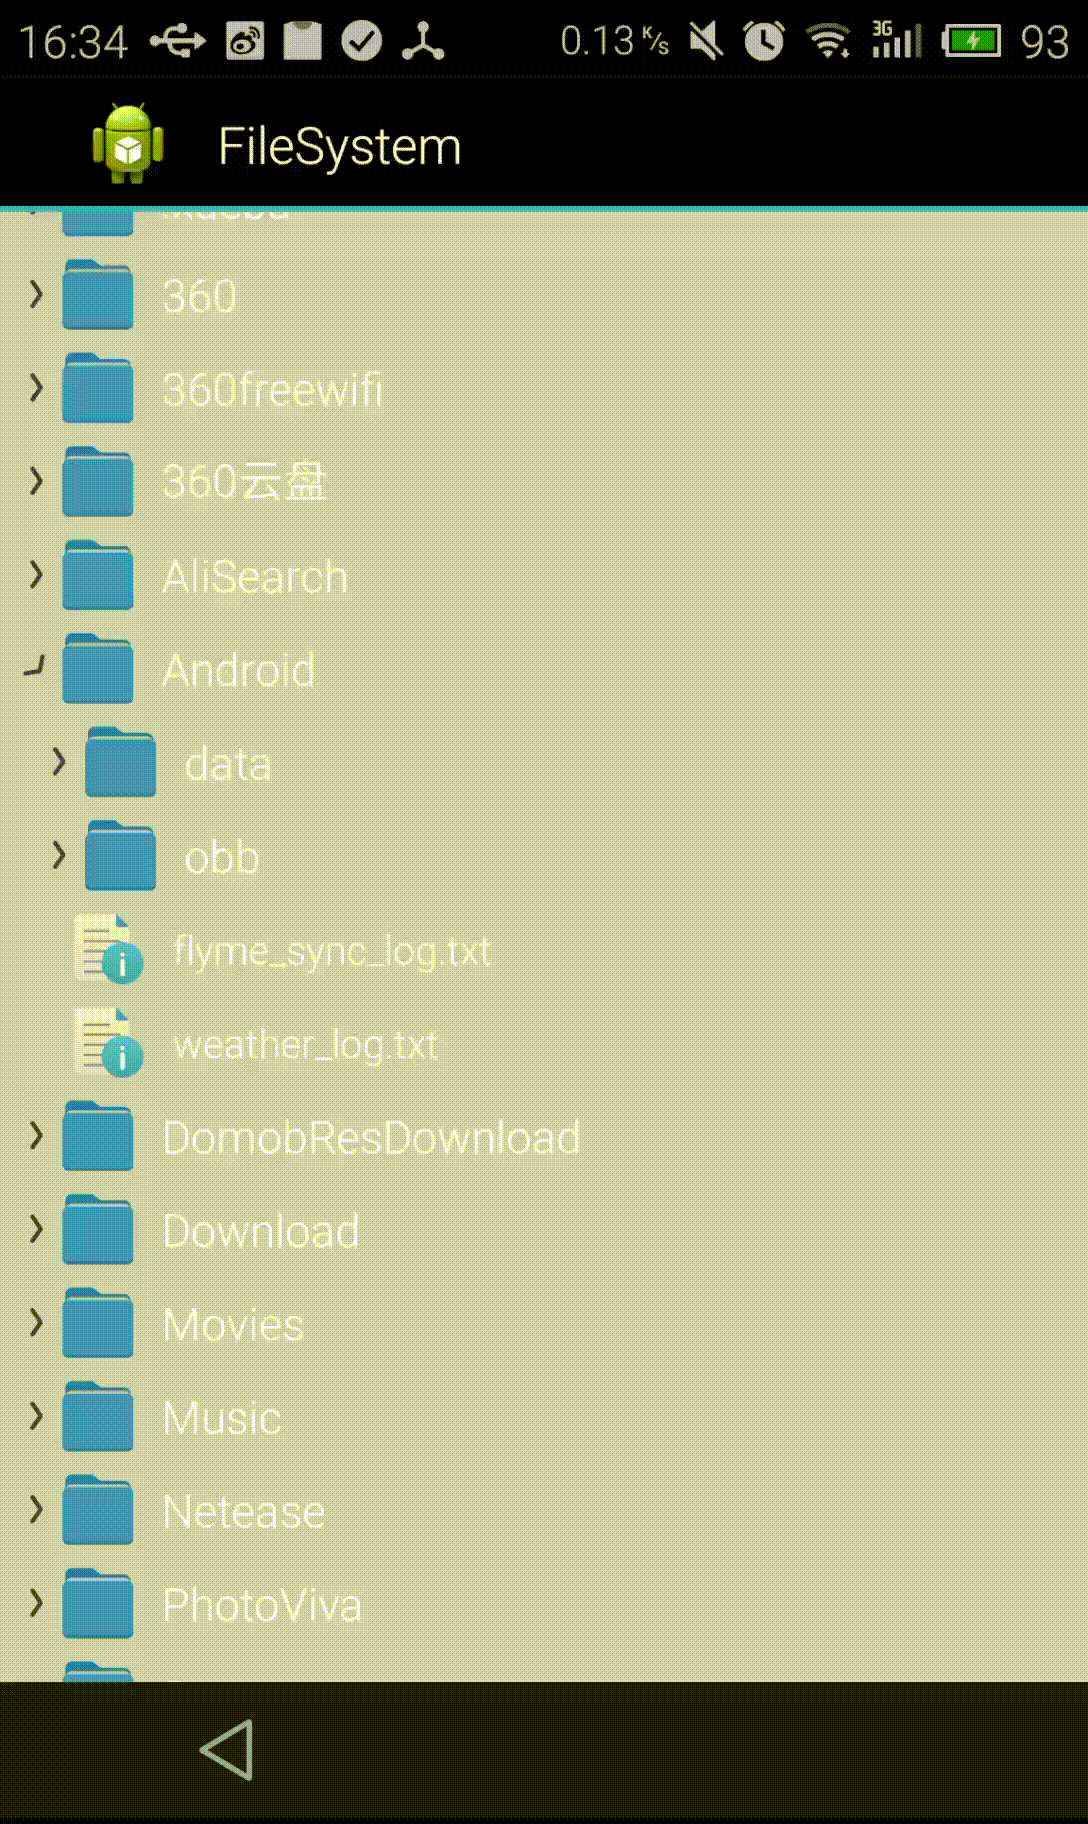 16:34 0.13 K/s 3G 93
FileSystem
360
360freewifi
360云盘
AliSearch
Android
data
obb
flyme_sync_log.txt
weather_log.txt
DomobResDownload
Download
Movies
Music
Netease
PhotoViva